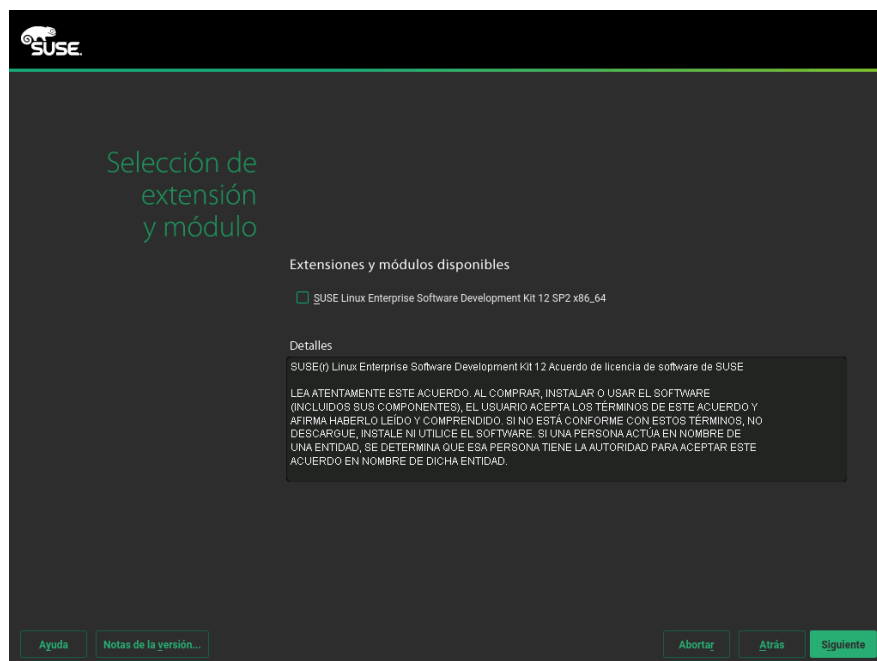 SUSE.
Selección de
extensión
y módulo
Extensiones y módulos disponibles
SUSE Linux Enterprise Software Development Kit 12 SP2 x86_64
Detalles
SUSE(r) Linux Enterprise Software Development Kit 12 Acuerdo de licencia de software de SUSE
LEA ATENTAMENTE ESTE ACUERDO. AL COMPRAR, INSTALAR O USAR EL SOFTWARE
(INCLUIDOS SUS COMPONENTES), EL USUARIO ACEPTA LOS TÉRMINOS DE ESTE ACUERDO Y
AFIRMA HABERLO LEÍDO Y COMPRENDIDO. SI NO ESTÁ CONFORME CON ESTOS TÉRMINOS, NO
DESCARGUE, INSTALE NI UTILICE EL SOFTWARE. SI UNA PERSONA ACTÚA EN NOMBRE DE
UNA ENTIDAD, SE DETERMINA QUE ESA PERSONA TIENE LA AUTORIDAD PARA ACEPTAR ESTE
ACUERDO EN NOMBRE DE DICHA ENTIDAD.
Ayuda
Notas de la versión...
Abortar
Atrás
Siguiente